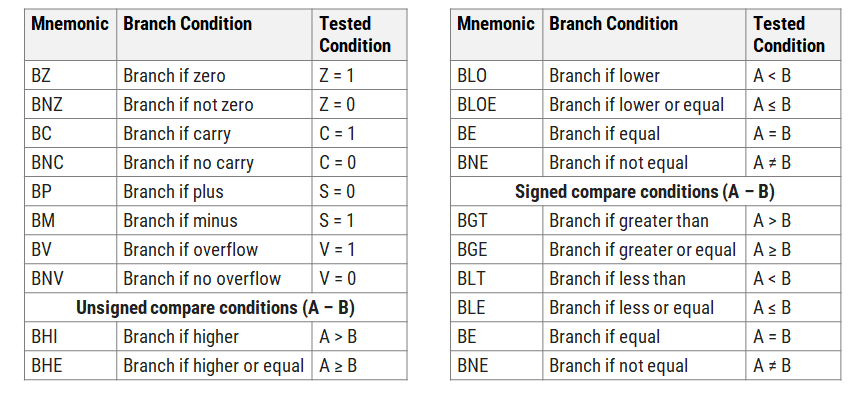 Mnemonic Branch Condition Tested Condition
BZ Branch if zero Z = 1
BNZ Branch if not zero Z = 0
BC Branch if carry C = 1
BNC Branch if no carry C = 0
BP Branch if plus S = 0
BM Branch if minus S = 1
BV Branch if overflow V = 1
BNV Branch if no overflow V = 0
Unsigned compare conditions (A − B)
BHI Branch if higher A > B
BHE Branch if higher or equal A ≥ B
Mnemonic Branch Condition Tested Condition
BLO Branch if lower A < B
BLOE Branch if lower or equal A ≤ B
BE Branch if equal A = B
BNE Branch if not equal A ≠ B
Signed compare conditions (A − B)
BGT Branch if greater than A > B
BGE Branch if greater or equal A ≥ B
BLT Branch if less than A < B
BLE Branch if less or equal A ≤ B
BE Branch if equal A = B
BNE Branch if not equal A ≠ B